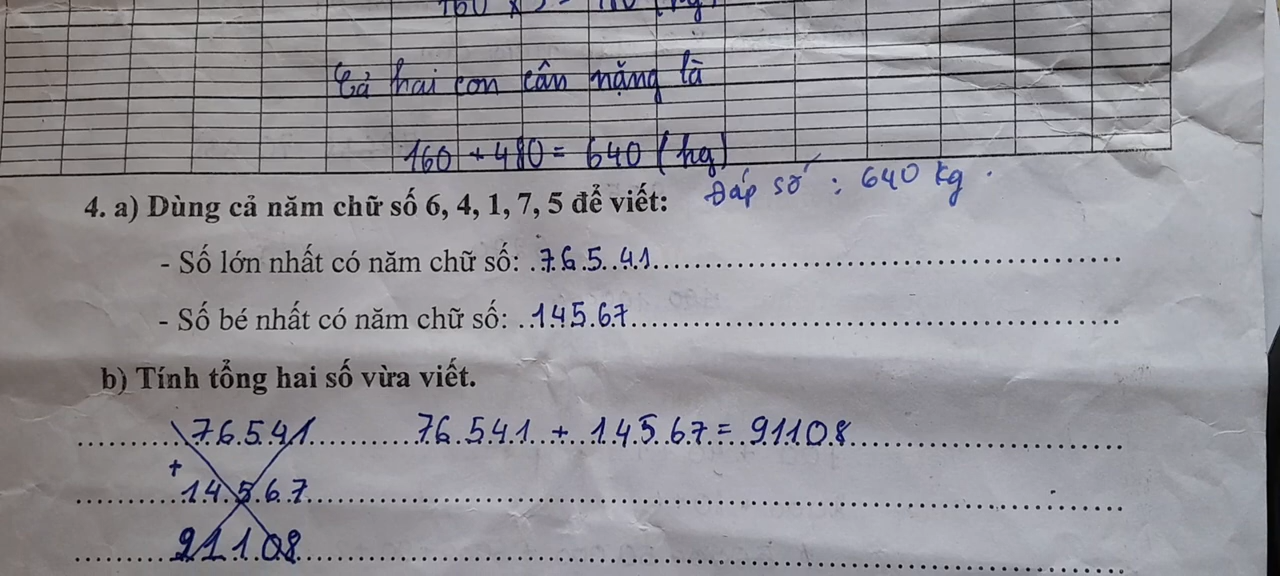 Cả hai con cân nặng là
160 + 480 = 640 (kg)
Đáp số : 640 kg.
4. a) Dùng cả năm chữ số 6, 4, 1, 7, 5 để viết:
- Số lớn nhất có năm chữ số: 76541
- Số bé nhất có năm chữ số: 14567
b) Tính tổng hai số vừa viết.
76541 76541 + 14567 = 91108
+
14567
91108